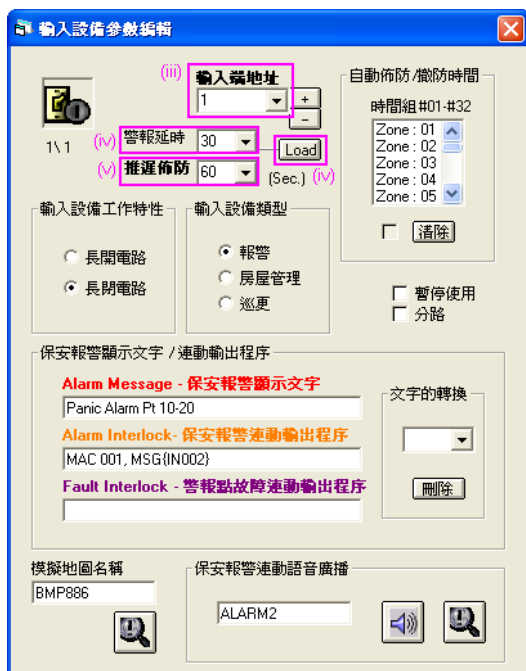 輸入設備參數編輯
(iii) 輸入端地址
1
+
-
1\ 1
(iv) 警報延時 30
Load
(v) 推遲佈防 60
(Sec.) (iv)
自動佈防 /撤防時間
時間組#01-#32
Zone : 01
Zone : 02
Zone : 03
Zone : 04
Zone : 05
清除
輸入設備工作特性
長開電路
長閉電路
輸入設備類型
報警
房屋管理
巡更
暫停使用
分路
保安報警顯示文字 / 連動輸出程序
Alarm Message - 保安報警顯示文字
Panic Alarm Pt 10-20
Alarm Interlock- 保安報警連動輸出程序
MAC 001, MSG{IN002}
Fault Interlock - 警報點故障連動輸出程序
文字的轉換
刪除
模擬地圖名稱
BMP886
保安報警連動語音廣播
ALARM2